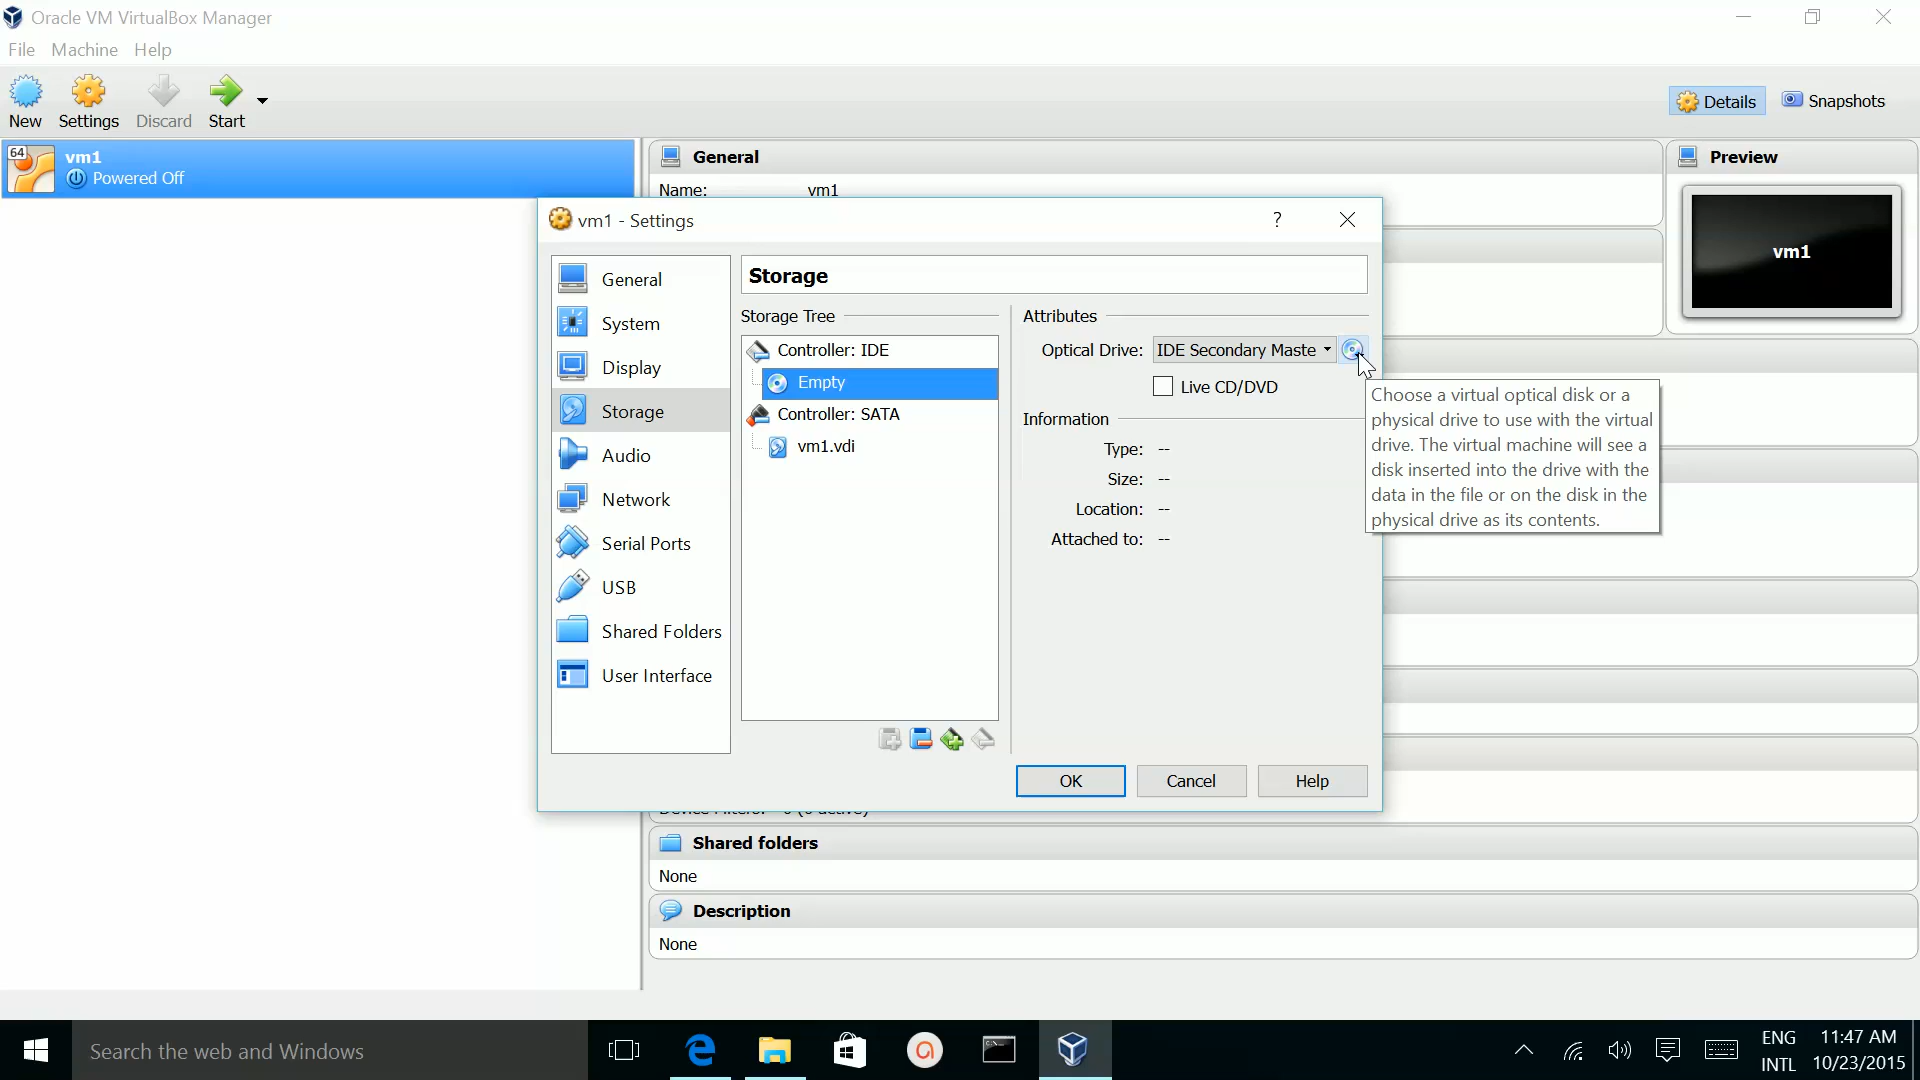 Oracle VM VirtualBox Manager
File Machine Help
New Settings Discard Start
Details Snapshots
64
vm1
Powered Off
General
Name: vm1
Preview
vm1
vm1 - Settings
?
General
System
Display
Storage
Audio
Network
Serial Ports
USB
Shared Folders
User Interface
Storage
Storage Tree
Controller: IDE
Empty
Controller: SATA
vm1.vdi
Attributes
Optical Drive: IDE Secondary Maste
Live CD/DVD
Information
Type: --
Size: --
Location: --
Attached to: --
Choose a virtual optical disk or a
physical drive to use with the virtual
drive. The virtual machine will see a
disk inserted into the drive with the
data in the file or on the disk in the
physical drive as its contents.
OK Cancel Help
Shared folders
None
Description
None
Search the web and Windows
ENG
INTL
11:47 AM
10/23/2015